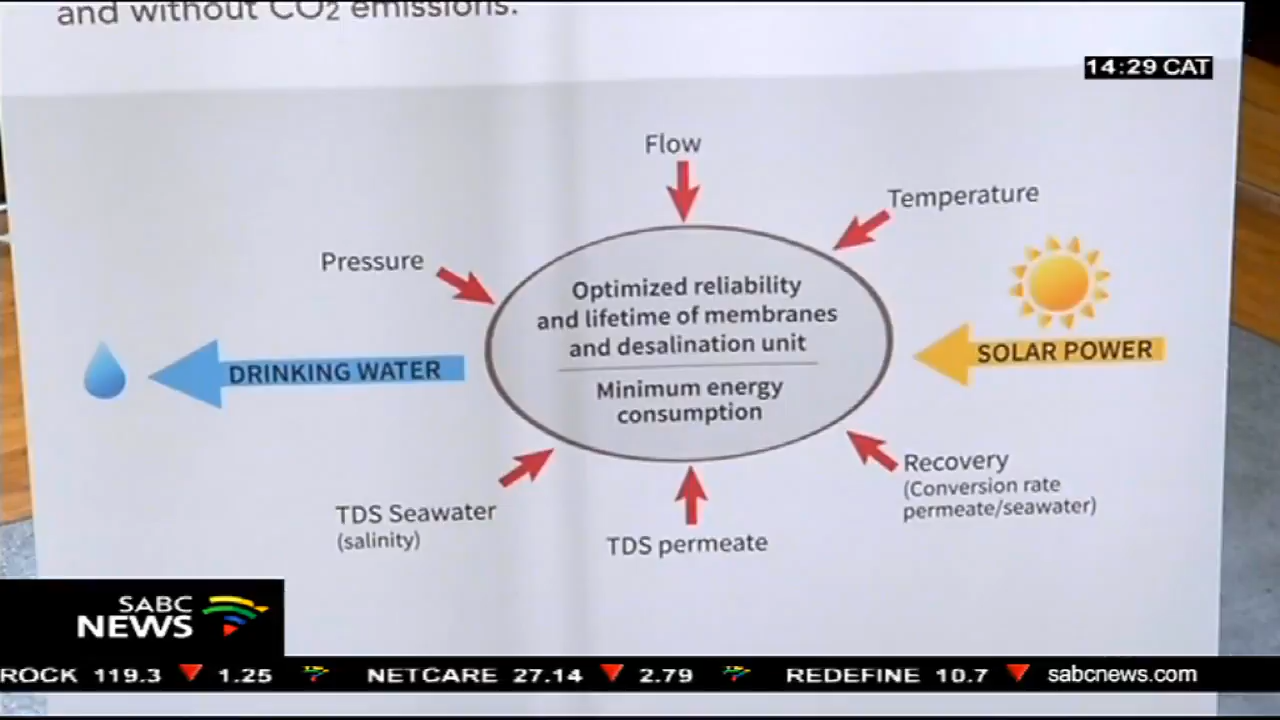 and without CO2 emissions.
14:29 CAT
Flow
Temperature
Pressure
Optimized reliability
and lifetime of membranes
and desalination unit
Minimum energy
consumption
DRINKING WATER
SOLAR POWER
Recovery
(Conversion rate
permeate/seawater)
TDS Seawater
(salinity)
TDS permeate
SABC
NEWS
ROCK 119.3 1.25 NETCARE 27.14 2.79 REDEFINE 10.7 sabcnews.com